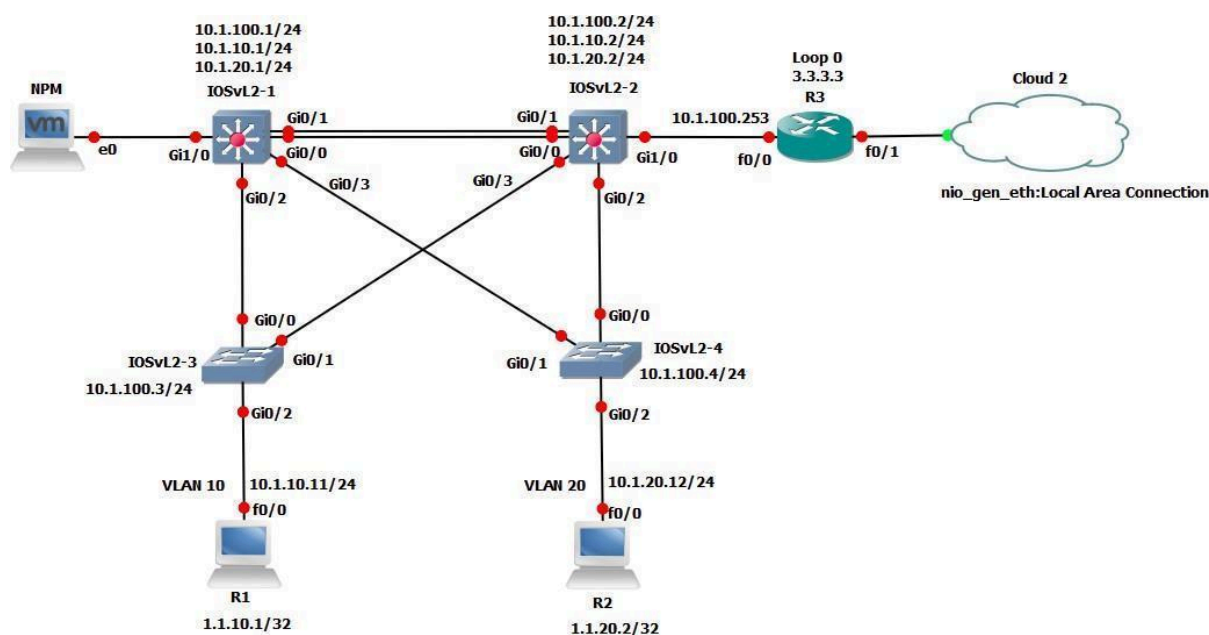 10.1.100.1/24
10.1.10.1/24
10.1.20.1/24
IOSvL2-1
10.1.100.2/24
10.1.10.2/24
10.1.20.2/24
IOSvL2-2
Loop 0
3.3.3.3
R3
Cloud 2
NPM
vm
e0
Gi1/0
Gi0/1
Gi0/0
Gi0/1
Gi0/0
Gi1/0
10.1.100.253
f0/0
f0/1
nio_gen_eth:Local Area Connection
Gi0/2
Gi0/3
Gi0/3
Gi0/2
Gi0/0
Gi0/1
IOSvL2-3
10.1.100.3/24
Gi0/2
Gi0/0
Gi0/1
IOSvL2-4
10.1.100.4/24
Gi0/2
VLAN 10
10.1.10.11/24
f0/0
R1
1.1.10.1/32
VLAN 20
10.1.20.12/24
f0/0
R2
1.1.20.2/32